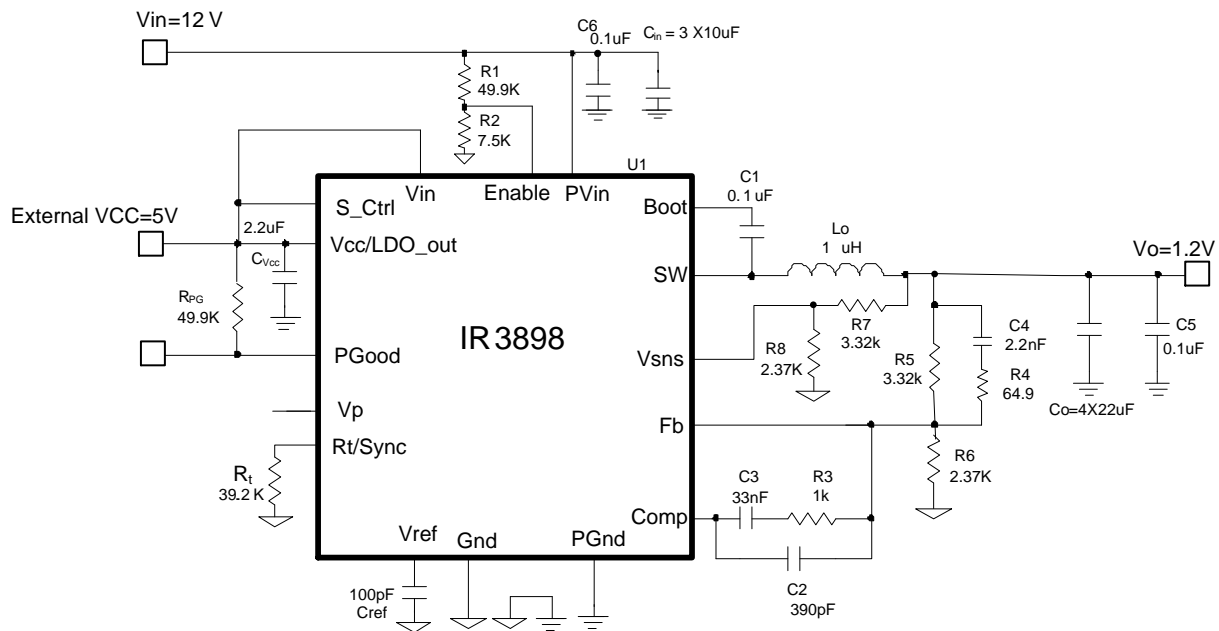 Vin=12 V
C6
0.1uF
Cin = 3 X10uF
R1
49.9K
R2
7.5K
U1
Vin
Enable
PVin
C1
0.1uF
External VCC=5V
S_Ctrl
Boot
2.2uF
Vcc/LDO_out
Lo
1 uH
Vo=1.2V
CVcc
SW
RPG
49.9K
IR3898
R7
3.32k
C4
2.2nF
C5
0.1uF
PGood
Vsns
R8
2.37K
R5
3.32k
R4
64.9
Vp
Co=4X22uF
Fb
Rt/Sync
Rt
39.2 K
R6
2.37K
C3
33nF
R3
1k
Comp
Vref
Gnd
PGnd
100pF
Cref
C2
390pF